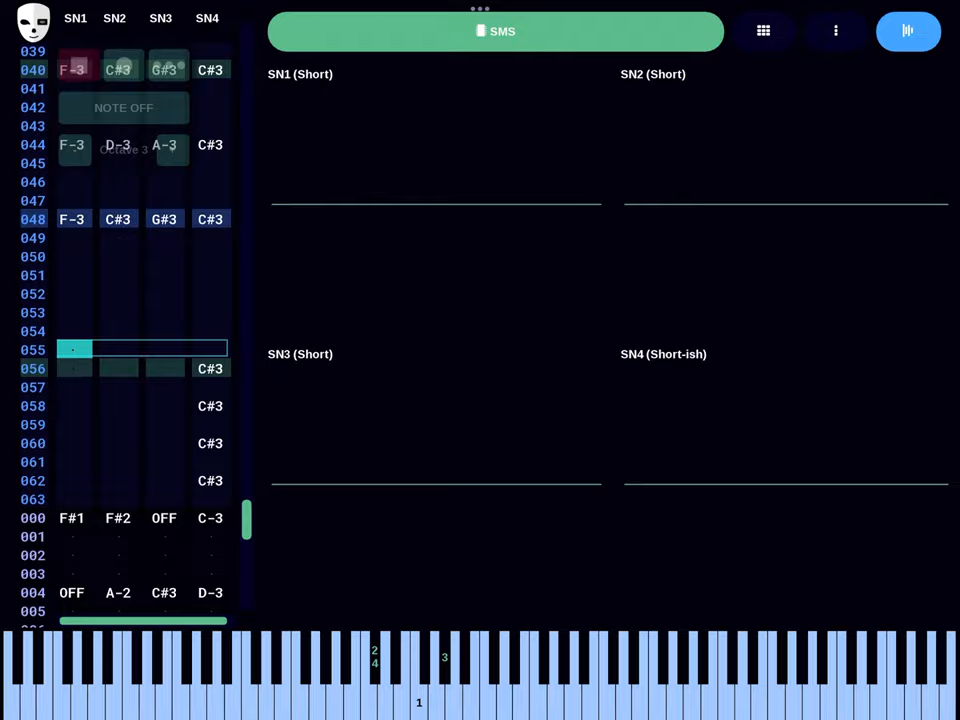 SN1 SN2 SN3 SN4
SMS
SN1 (Short)
SN2 (Short)
SN3 (Short)
SN4 (Short-ish)
039
040 F-3 C#3 G#3 C#3
041
042
NOTE OFF
043
044 F-3 D-3 A-3 C#3
- Octave 3 +
045
046
047
048 F-3 C#3 G#3 C#3
049
050
051
052
053
054
055
056 C#3
057
058 C#3
059
060 C#3
061
062 C#3
063
000 F#1 F#2 OFF C-3
001
002
003
004 OFF A-2 C#3 D-3
005
2
4
3
1